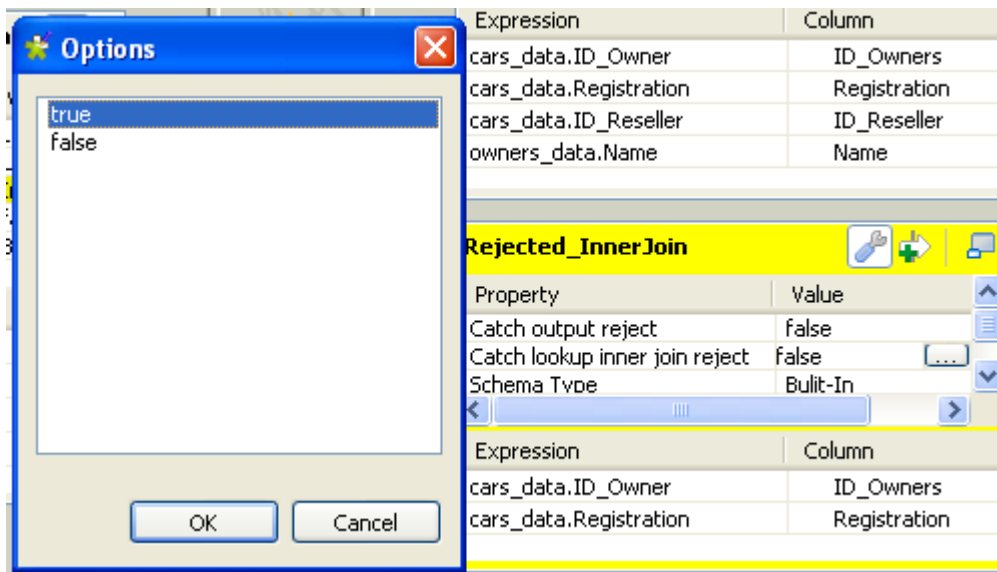 Options
true
false
OK Cancel
Expression Column
cars_data.ID_Owner ID_Owners
cars_data.Registration Registration
cars_data.ID_Reseller ID_Reseller
owners_data.Name Name
Rejected_InnerJoin
Property Value
Catch output reject false
Catch lookup inner join reject false ...
Schema Type Bulit-In
Expression Column
cars_data.ID_Owner ID_Owners
cars_data.Registration Registration